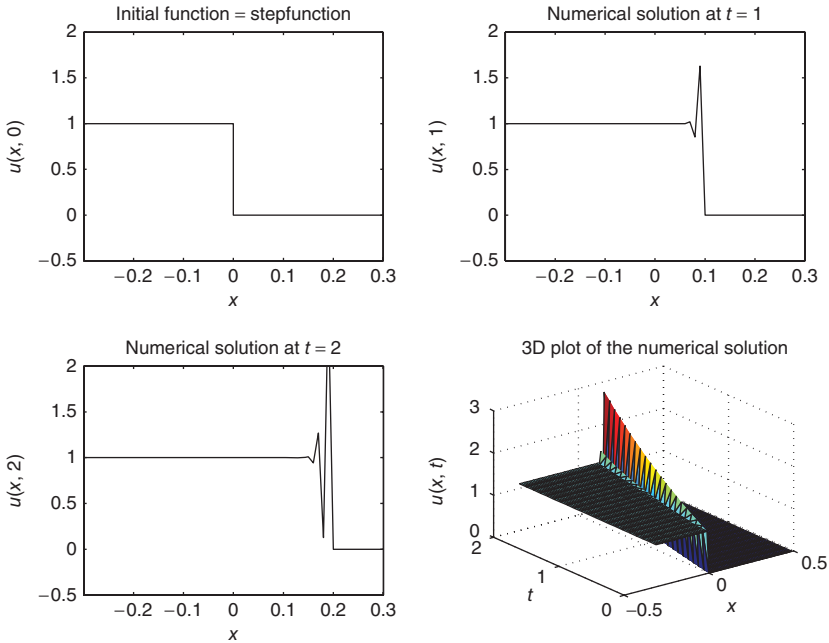 Initial function = stepfunction
2
1.5
1
0.5
0
−0.5
u(x, 0)
−0.2 −0.1 0 0.1 0.2 0.3
x
Numerical solution at t = 1
2
1.5
1
0.5
0
−0.5
u(x, 1)
−0.2 −0.1 0 0.1 0.2 0.3
x
Numerical solution at t = 2
2
1.5
1
0.5
0
−0.5
u(x, 2)
−0.2 −0.1 0 0.1 0.2 0.3
x
3D plot of the numerical solution
3
2
1
0
u(x, t)
2
1
0
t
−0.5
0
0.5
x